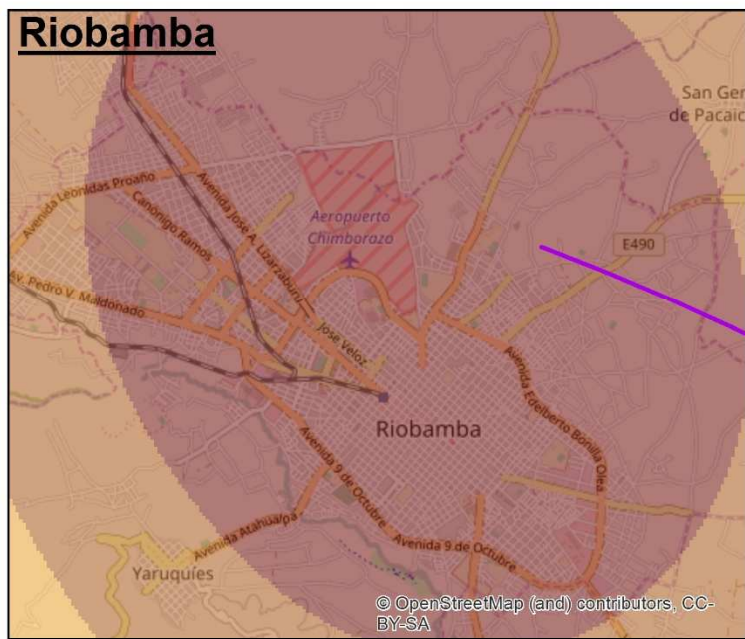 Riobamba
San Ger
de Pacaic
Avenida Leonidas Proaño
Avenida José A. Lizarzaburu
Canónigo Ramos
Aeropuerto
Chimborazo
E490
Av. Pedro V. Maldonado
José Veloz
Avenida Edelberto Bonilla Olea
Riobamba
Avenida 9 de Octubre
Avenida Atahualpa
Avenida 9 de Octubre
Yaruquíes
© OpenStreetMap (and) contributors, CC-
BY-SA